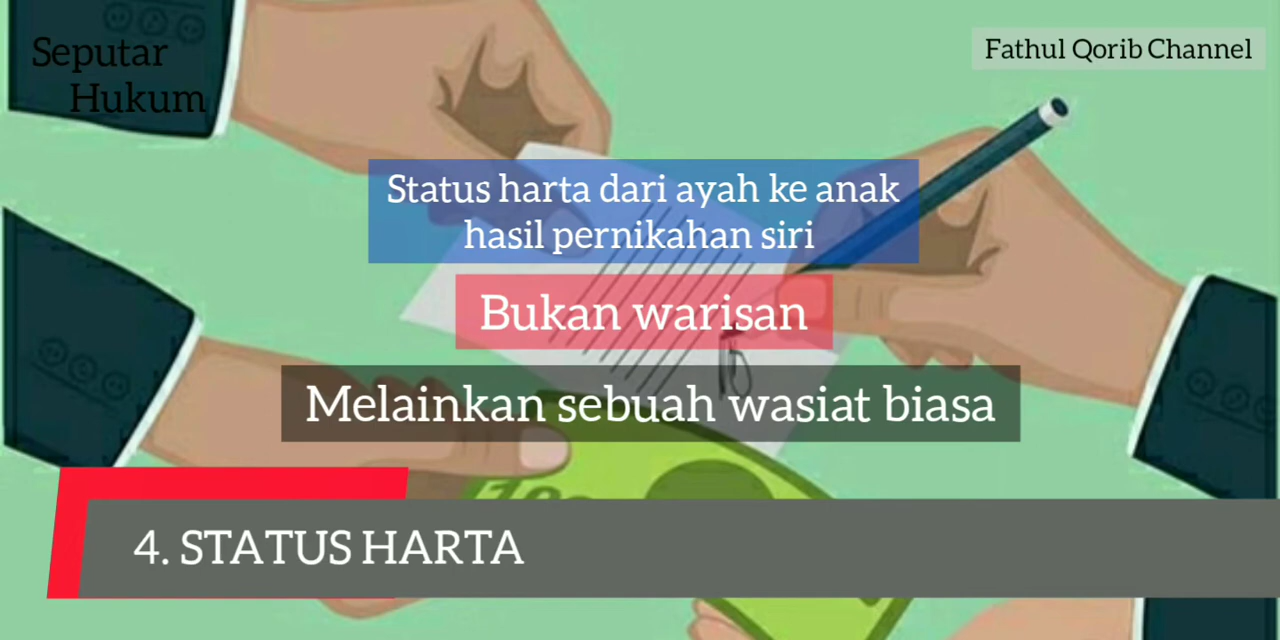 Seputar
Hukum
Fathul Qorib Channel
Status harta dari ayah ke anak
hasil pernikahan siri
Bukan warisan
Melainkan sebuah wasiat biasa
4. STATUS HARTA